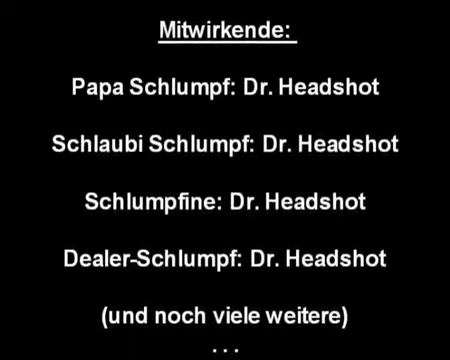 Mitwirkende:
Papa Schlumpf: Dr. Headshot
Schlaubi Schlumpf: Dr. Headshot
Schlumpfine: Dr. Headshot
Dealer-Schlumpf: Dr. Headshot
(und noch viele weitere)
. . .